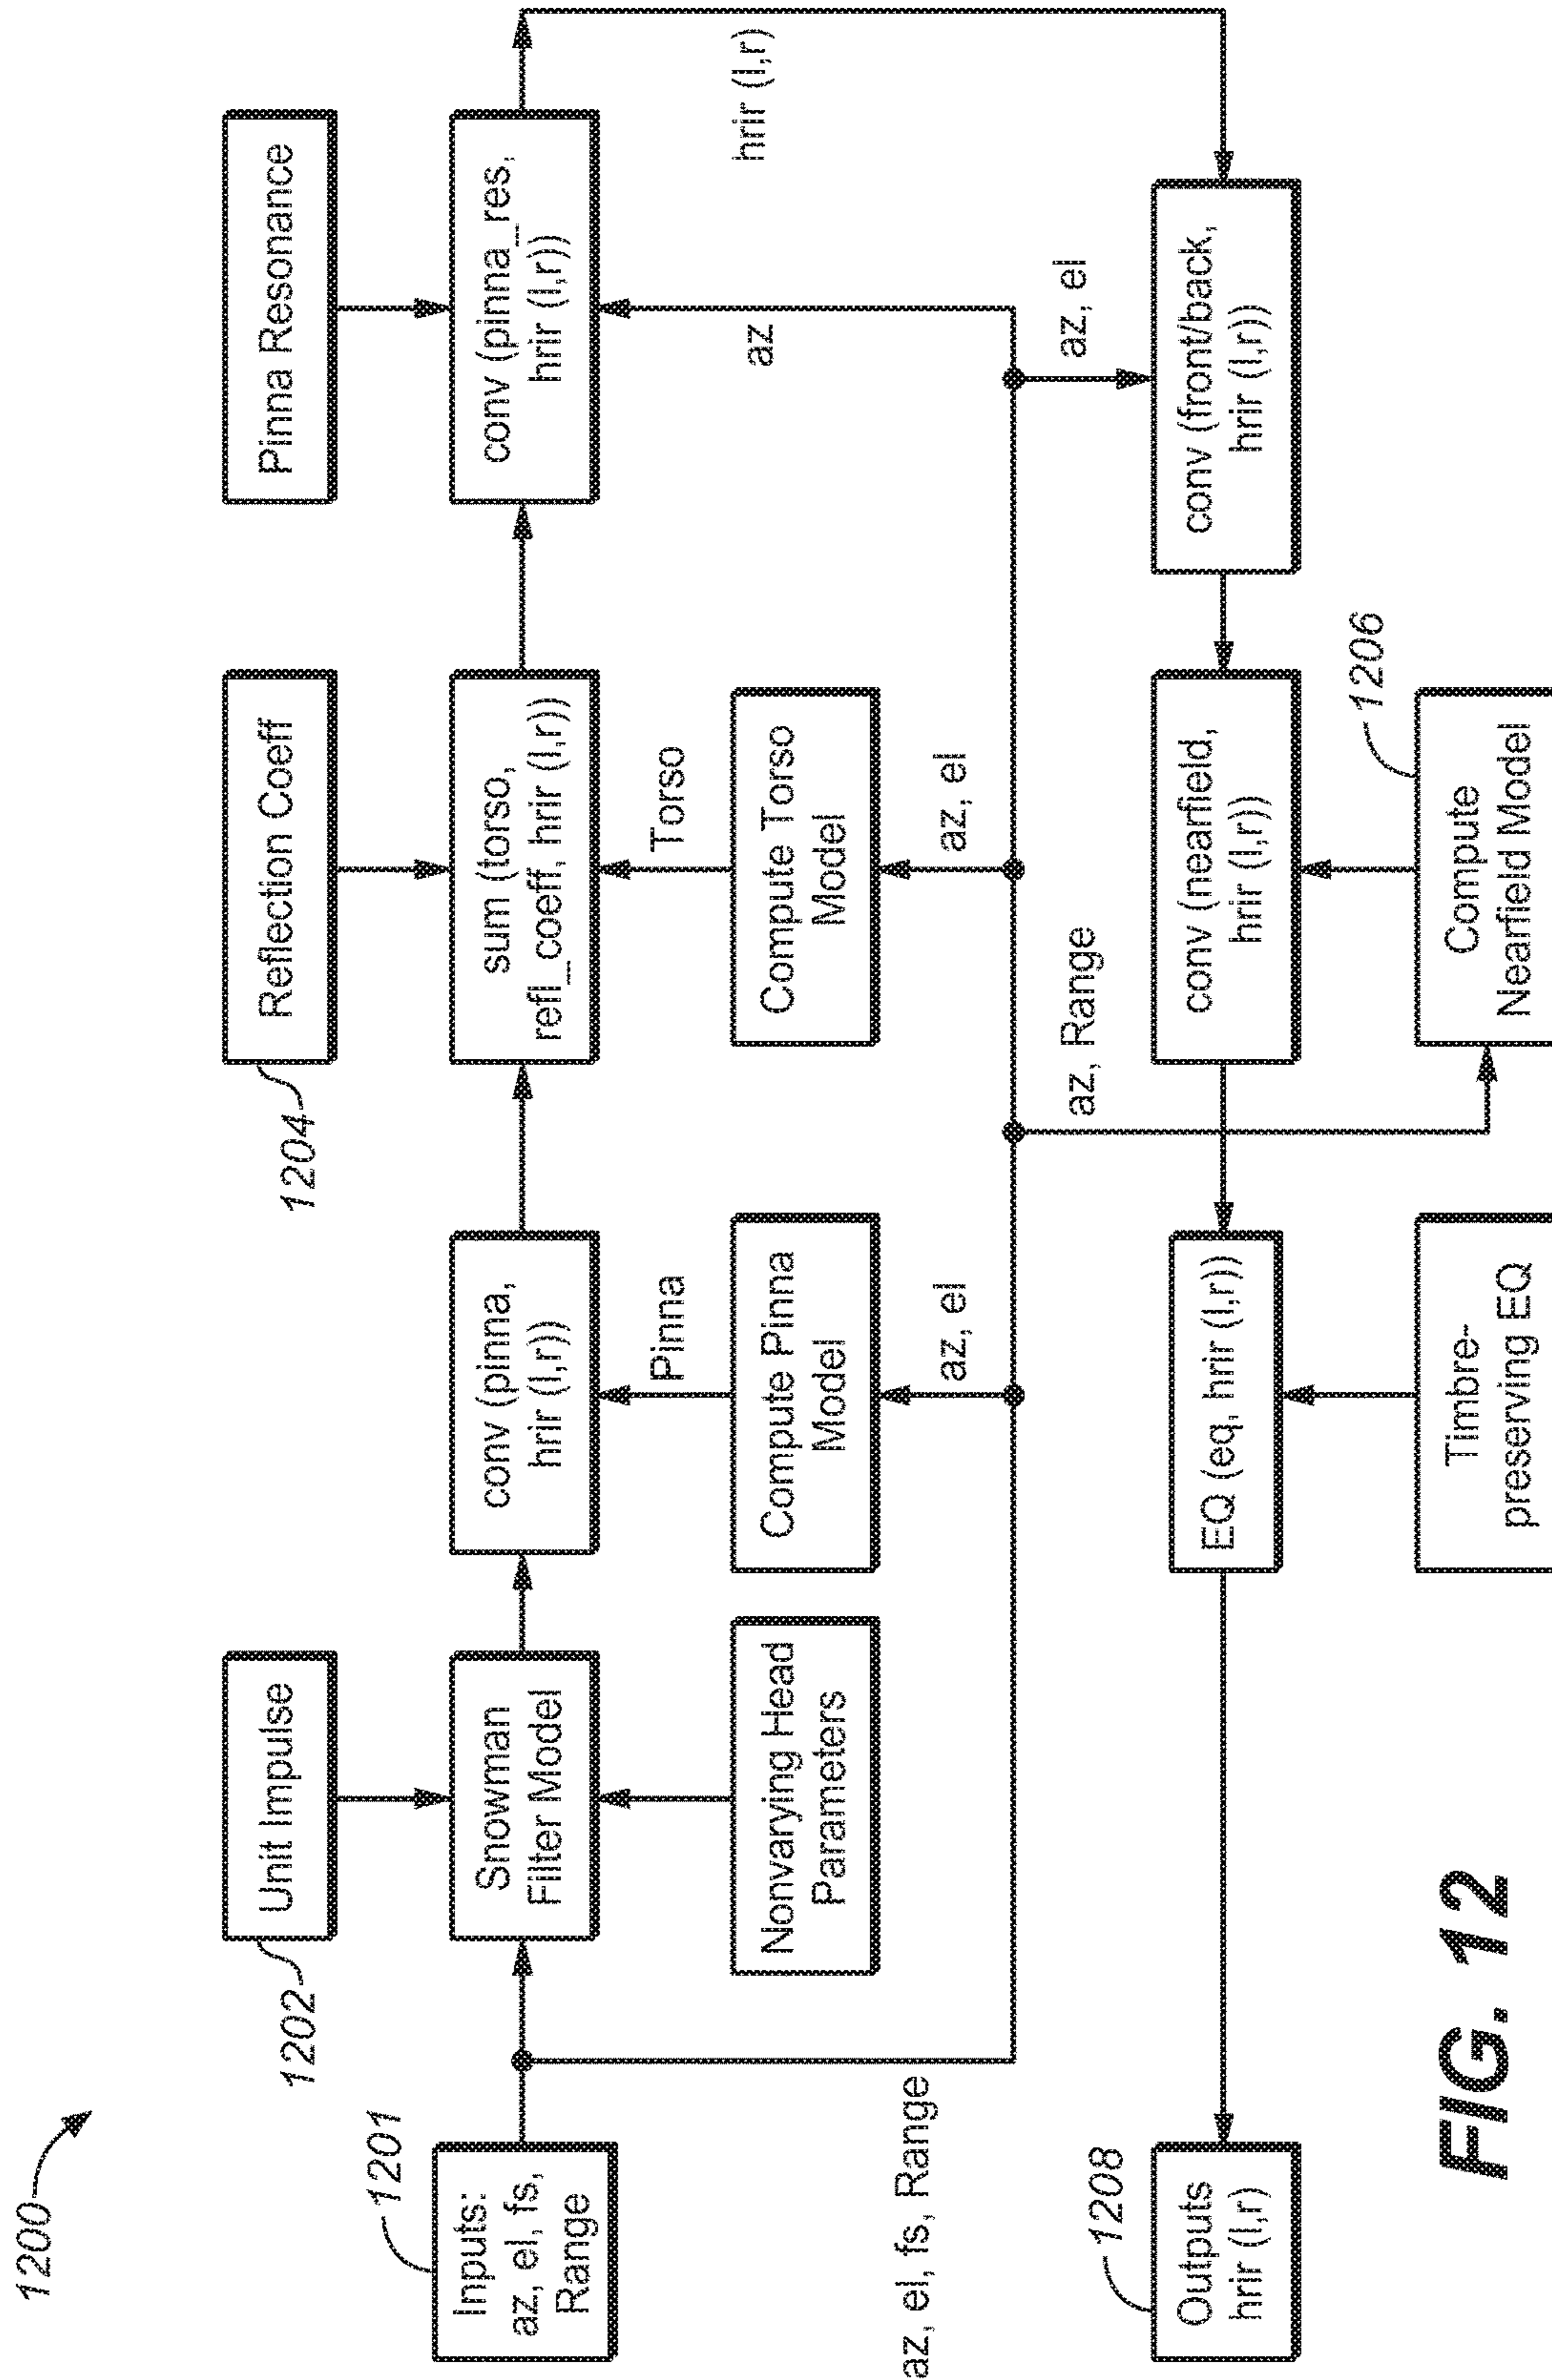 1200
1201
Inputs:
az, el, fs,
Range
az, el, fs, Range
1202
Unit Impulse
Snowman
Filter Model
Nonvarying Head
Parameters
conv (pinna,
hrir (l,r))
Pinna
Compute Pinna
Model
az, el
1204
Reflection Coeff
sum (torso,
refl_coeff, hrir (l,r))
Torso
Compute Torso
Model
az, el
Pinna Resonance
conv (pinna_res,
hrir (l,r))
az
hrir (l,r)
az, el
conv (front/back,
hrir (l,r))
az, Range
conv (nearfield,
hrir (l,r))
1206
Compute
Nearfield Model
EQ (eq, hrir (l,r))
Timbre-
preserving EQ
1208
Outputs
hrir (l,r)
FIG. 12